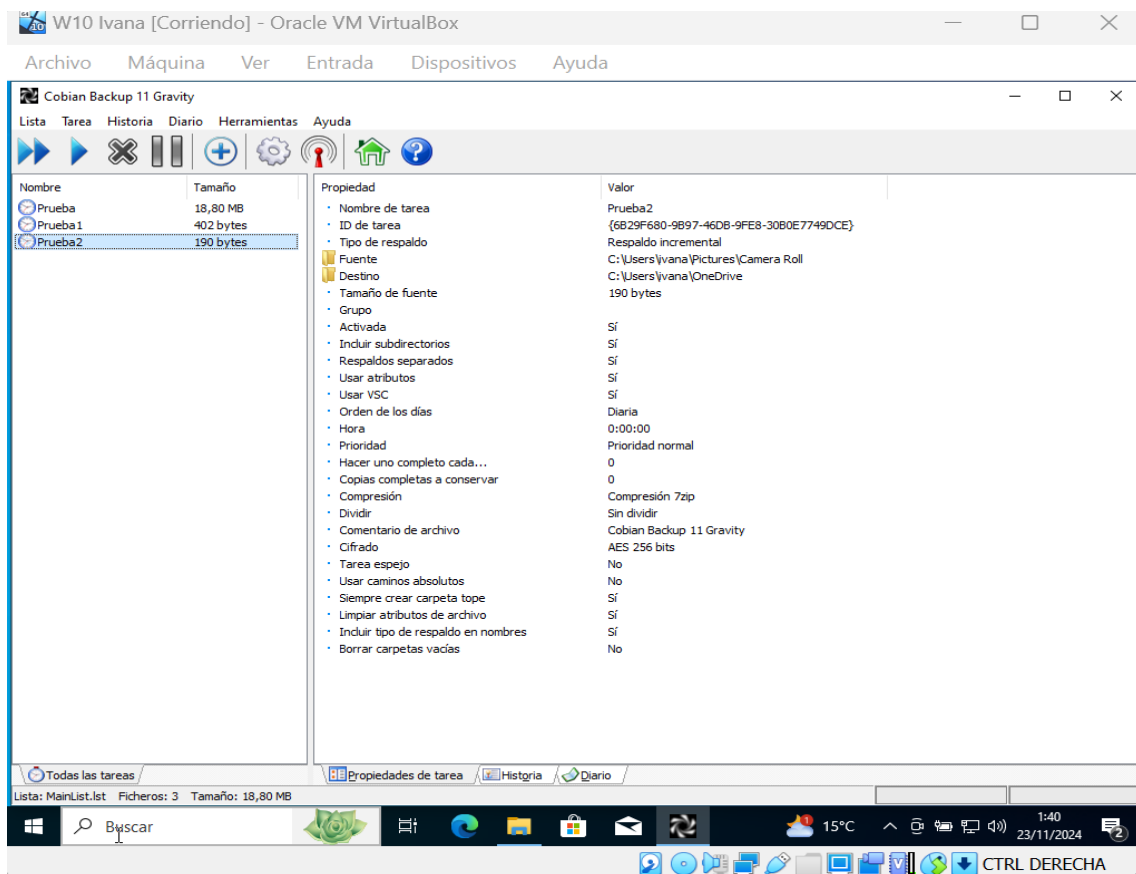 W10 Ivana [Corriendo] - Oracle VM VirtualBox
Archivo Máquina Ver Entrada Dispositivos Ayuda
Cobian Backup 11 Gravity
Lista Tarea Historia Diario Herramientas Ayuda
Nombre Tamaño
Prueba 18,80 MB
Prueba1 402 bytes
Prueba2 190 bytes
Propiedad Valor
Nombre de tarea Prueba2
ID de tarea {6B29F680-9B97-46DB-9FE8-30B0E7749DCE}
Tipo de respaldo Respaldo incremental
Fuente C:\Users\ivana\Pictures\Camera Roll
Destino C:\Users\ivana\OneDrive
Tamaño de fuente 190 bytes
Grupo
Activada Sí
Incluir subdirectorios Sí
Respaldos separados Sí
Usar atributos Sí
Usar VSC Sí
Orden de los días Diaria
Hora 0:00:00
Prioridad Prioridad normal
Hacer uno completo cada... 0
Copias completas a conservar 0
Compresión Compresión 7zip
Dividir Sin dividir
Comentario de archivo Cobian Backup 11 Gravity
Cifrado AES 256 bits
Tarea espejo No
Usar caminos absolutos No
Siempre crear carpeta tope Sí
Limpiar atributos de archivo Sí
Incluir tipo de respaldo en nombres Sí
Borrar carpetas vacías No
Todas las tareas
Propiedades de tarea Historia Diario
Lista: MainList.lst Ficheros: 3 Tamaño: 18,80 MB
Buscar
15°C
1:40
23/11/2024
2
CTRL DERECHA